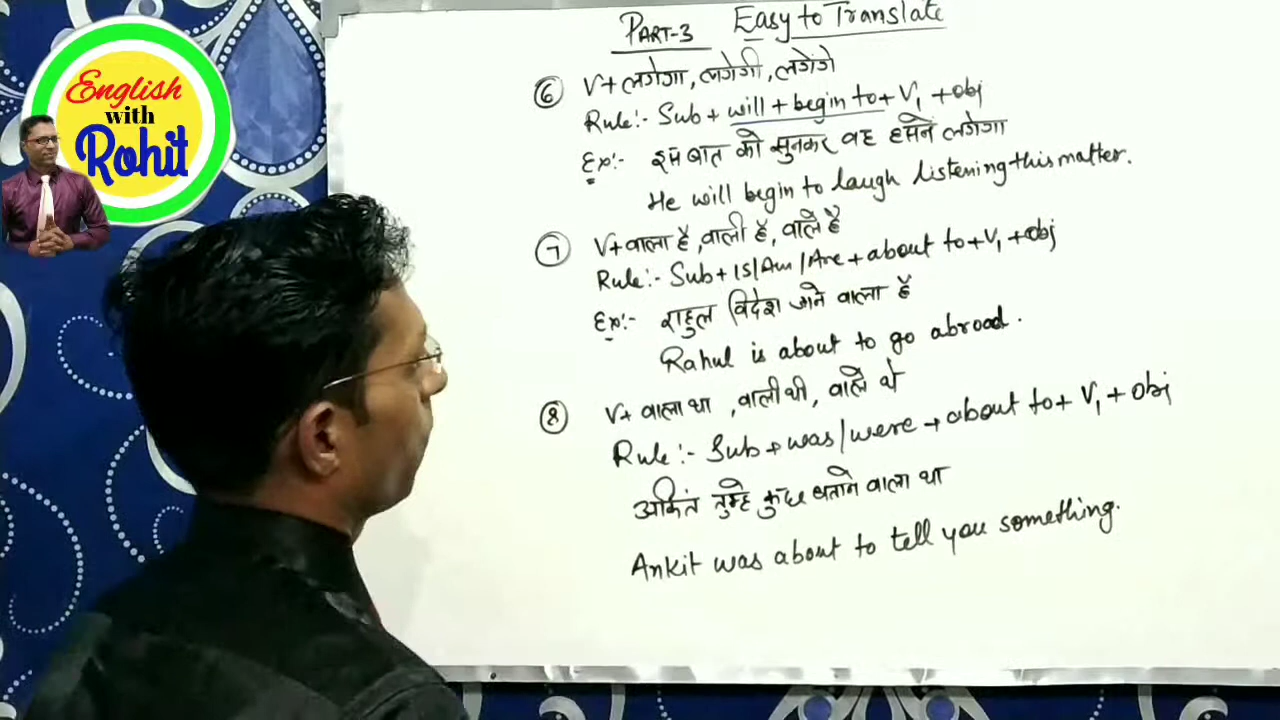 English
with
Rohit
PART-3 Easy to Translate
⑥ V+ लगेगा, लगेगी, लगेंगे
Rule:- Sub + will + begin to + V₁ + obj
Ex:- इस बात को सुनकर वह हसने लगेगा
He will begin to laugh listening this matter.
⑦ V+ वाला है, वाली है, वाले है
Rule:- Sub + Is/Am/Are + about to + V₁ + obj
Ex:- राहुल विदेश जाने वाला है
Rahul is about to go abroad.
⑧ V+ वाला था, वाली थी, वाले थे
Rule:- Sub + was/were + about to + V₁ + obj
अंकित तुम्हे कुछ बताने वाला था
Ankit was about to tell you something.